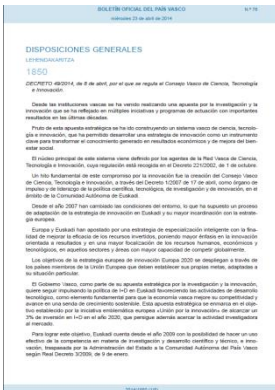 BOLETÍN OFICIAL DEL PAÍS VASCO
N.º 76
miércoles 23 de abril de 2014
DISPOSICIONES GENERALES
LEHENDAKARITZA
1850
DECRETO 49/2014, de 8 de abril, por el que se regula el Consejo Vasco de Ciencia, Tecnología
e Innovación.
Desde las instituciones vascas se ha venido realizando una apuesta por la investigación y la
innovación que se ha reflejado en múltiples iniciativas y programas de actuación con importantes
resultados en las últimas décadas.
Fruto de esta apuesta estratégica se ha ido construyendo un sistema vasco de ciencia, tecnolo-
gía e innovación, que ha permitido desarrollar una estrategia de innovación como un instrumento
clave para transformar el conocimiento generado en resultados económicos y de mejora del bien-
estar social.
El núcleo principal de este sistema viene definido por los agentes de la Red Vasca de Ciencia,
Tecnología e Innovación, cuya regulación está recogida en el Decreto 221/2002, de 1 de octubre.
Un hito fundamental de este compromiso por la innovación fue la creación del Consejo Vasco
de Ciencia, Tecnología e Innovación, a través del Decreto 1/2007 de 17 de abril, como órgano de
impulso y de liderazgo de la política científica, tecnológica, de investigación y de innovación, en el
ámbito de la Comunidad Autónoma de Euskadi.
Desde el año 2007 han cambiado las condiciones del entorno, lo que ha supuesto un proceso
de adaptación de la estrategia de innovación en Euskadi y su mayor incardinación con la estrate-
gia europea.
Europa y Euskadi han apostado por una estrategia de especialización inteligente con la fina-
lidad de mejorar la eficacia de los recursos invertidos, poniendo mayor énfasis en la innovación
orientada a resultados y en una mayor focalización de los recursos humanos, económicos y
tecnológicos, en aquellos sectores y áreas con mayor capacidad de competir globalmente.
Los objetivos de la estrategia europea de innovación Europa 2020 se despliegan a través de
los países miembros de la Unión Europea que deben establecer sus propias metas, adaptadas a
su situación particular.
El Gobierno Vasco, como parte de su apuesta estratégica por la investigación y la innovación,
quiere seguir impulsando la política de I+D en Euskadi favoreciendo las actividades de desarrollo
tecnológico, como elemento fundamental para que la economía vasca mejore su competitividad y
avance en una senda de crecimiento sostenible. Esta apuesta estratégica se enmarca en el obje-
tivo establecido por la iniciativa emblemática europea «Unión por la innovación» de alcanzar un
3% de inversión en I+D en el año 2020, que persigue además acercar la actividad investigadora
al mercado.
Para lograr este objetivo, Euskadi cuenta desde el año 2009 con la posibilidad de hacer un uso
efectivo de la competencia en materia de investigación y desarrollo científico y técnico, e inno-
vación, traspasada por la Administración del Estado a la Comunidad Autónoma del País Vasco
según Real Decreto 3/2009, de 9 de enero.